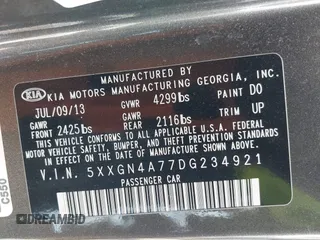 MANUFACTURED BY
KIA KIA MOTORS MANUFACTURING GEORGIA, INC.
JUL/09/13 GVWR 4299lbs PAINT D0
GAWR FRONT 2425lbs GAWR REAR 2116lbs TRIM UP
THIS VEHICLE CONFORMS TO ALL APPLICABLE
FEDERAL MOTOR VEHICLE SAFETY, BUMPER, AND THEFT
PREVENTION STANDARDS IN EFFECT ON THE DATE OF
MANUFACTURE SHOWN ABOVE.
V.I.N. 5XXGN4A77DG234921
PASSENGER CAR
C550
© DREAMBID